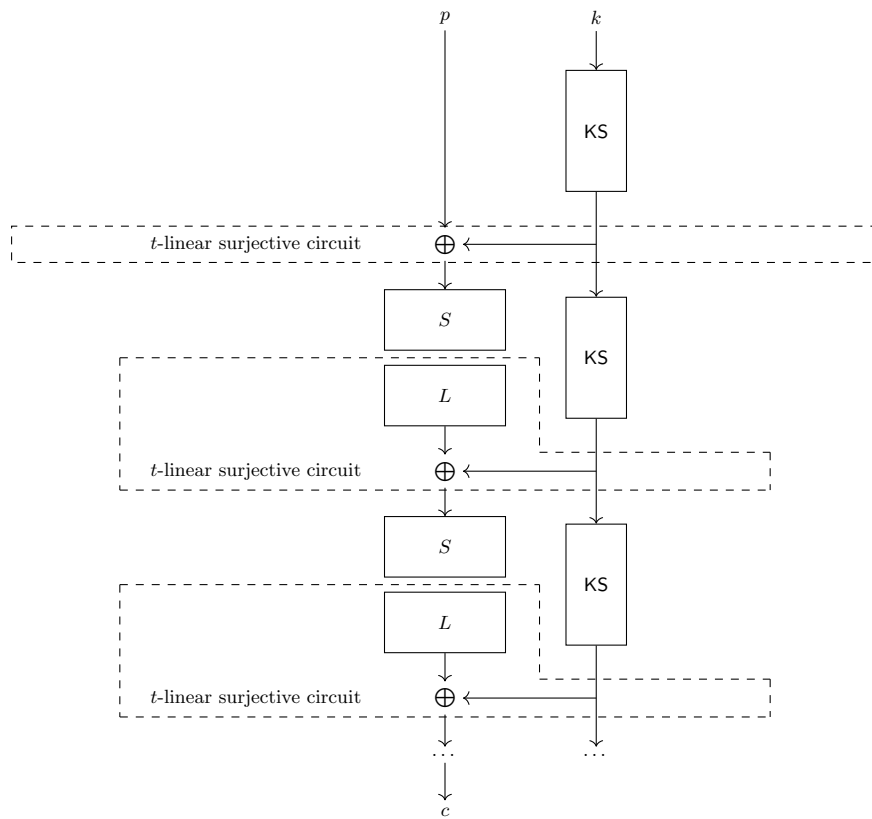 p k
KS
t-linear surjective circuit
S
KS
L
t-linear surjective circuit
S
KS
L
t-linear surjective circuit
... ...
c